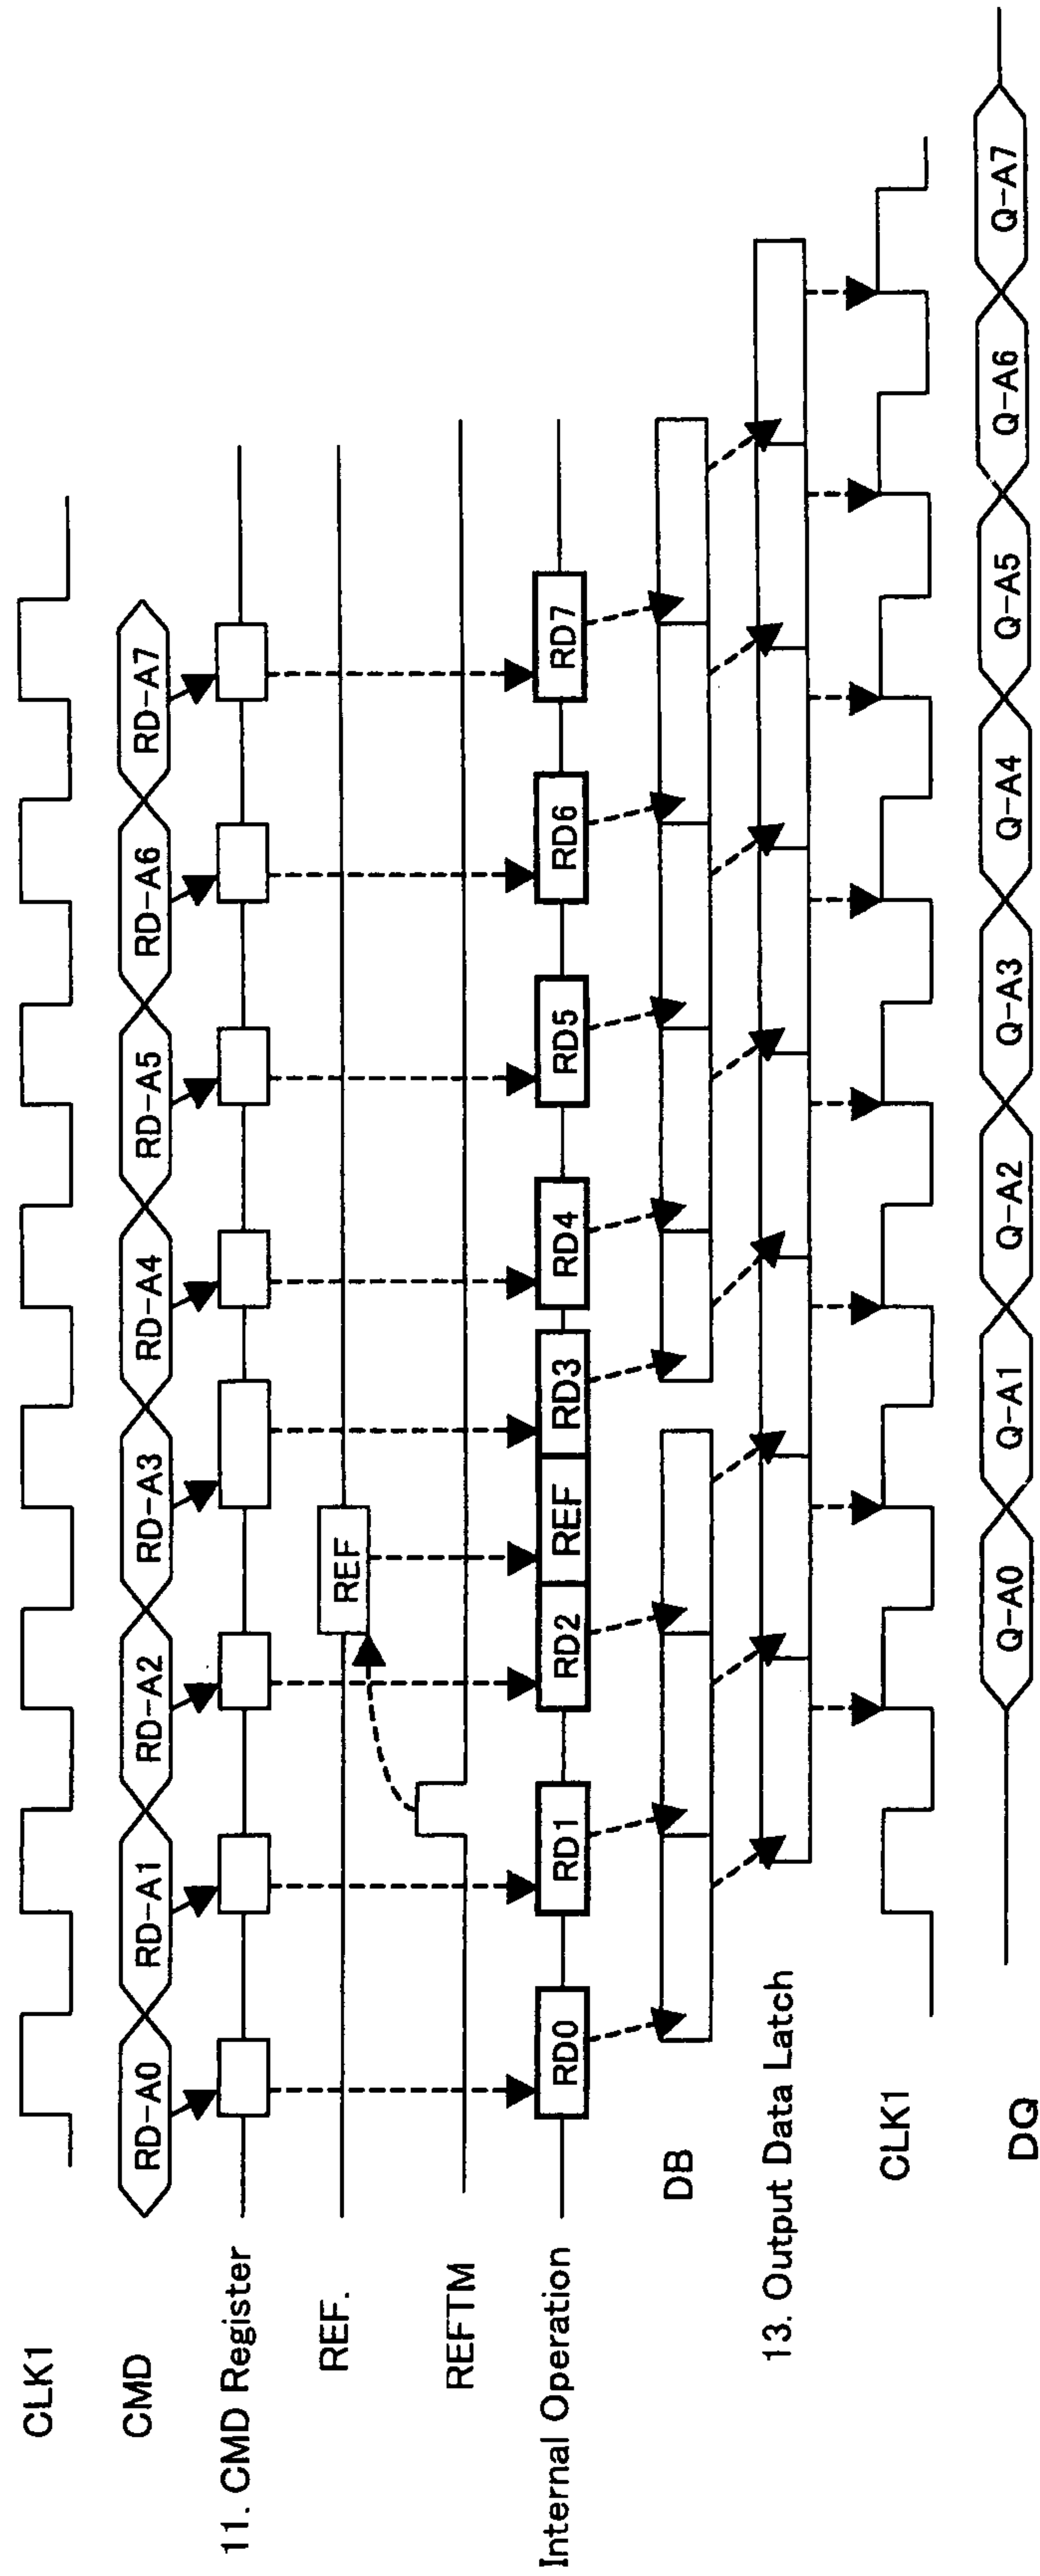 CLK1
CMD RD-A0 RD-A1 RD-A2 RD-A3 RD-A4 RD-A5 RD-A6 RD-A7
11. CMD Register
REF. REF
REFTM
Internal Operation RD0 RD1 RD2 REF RD3 RD4 RD5 RD6 RD7
DB
13. Output Data Latch
CLK1
DQ Q-A0 Q-A1 Q-A2 Q-A3 Q-A4 Q-A5 Q-A6 Q-A7